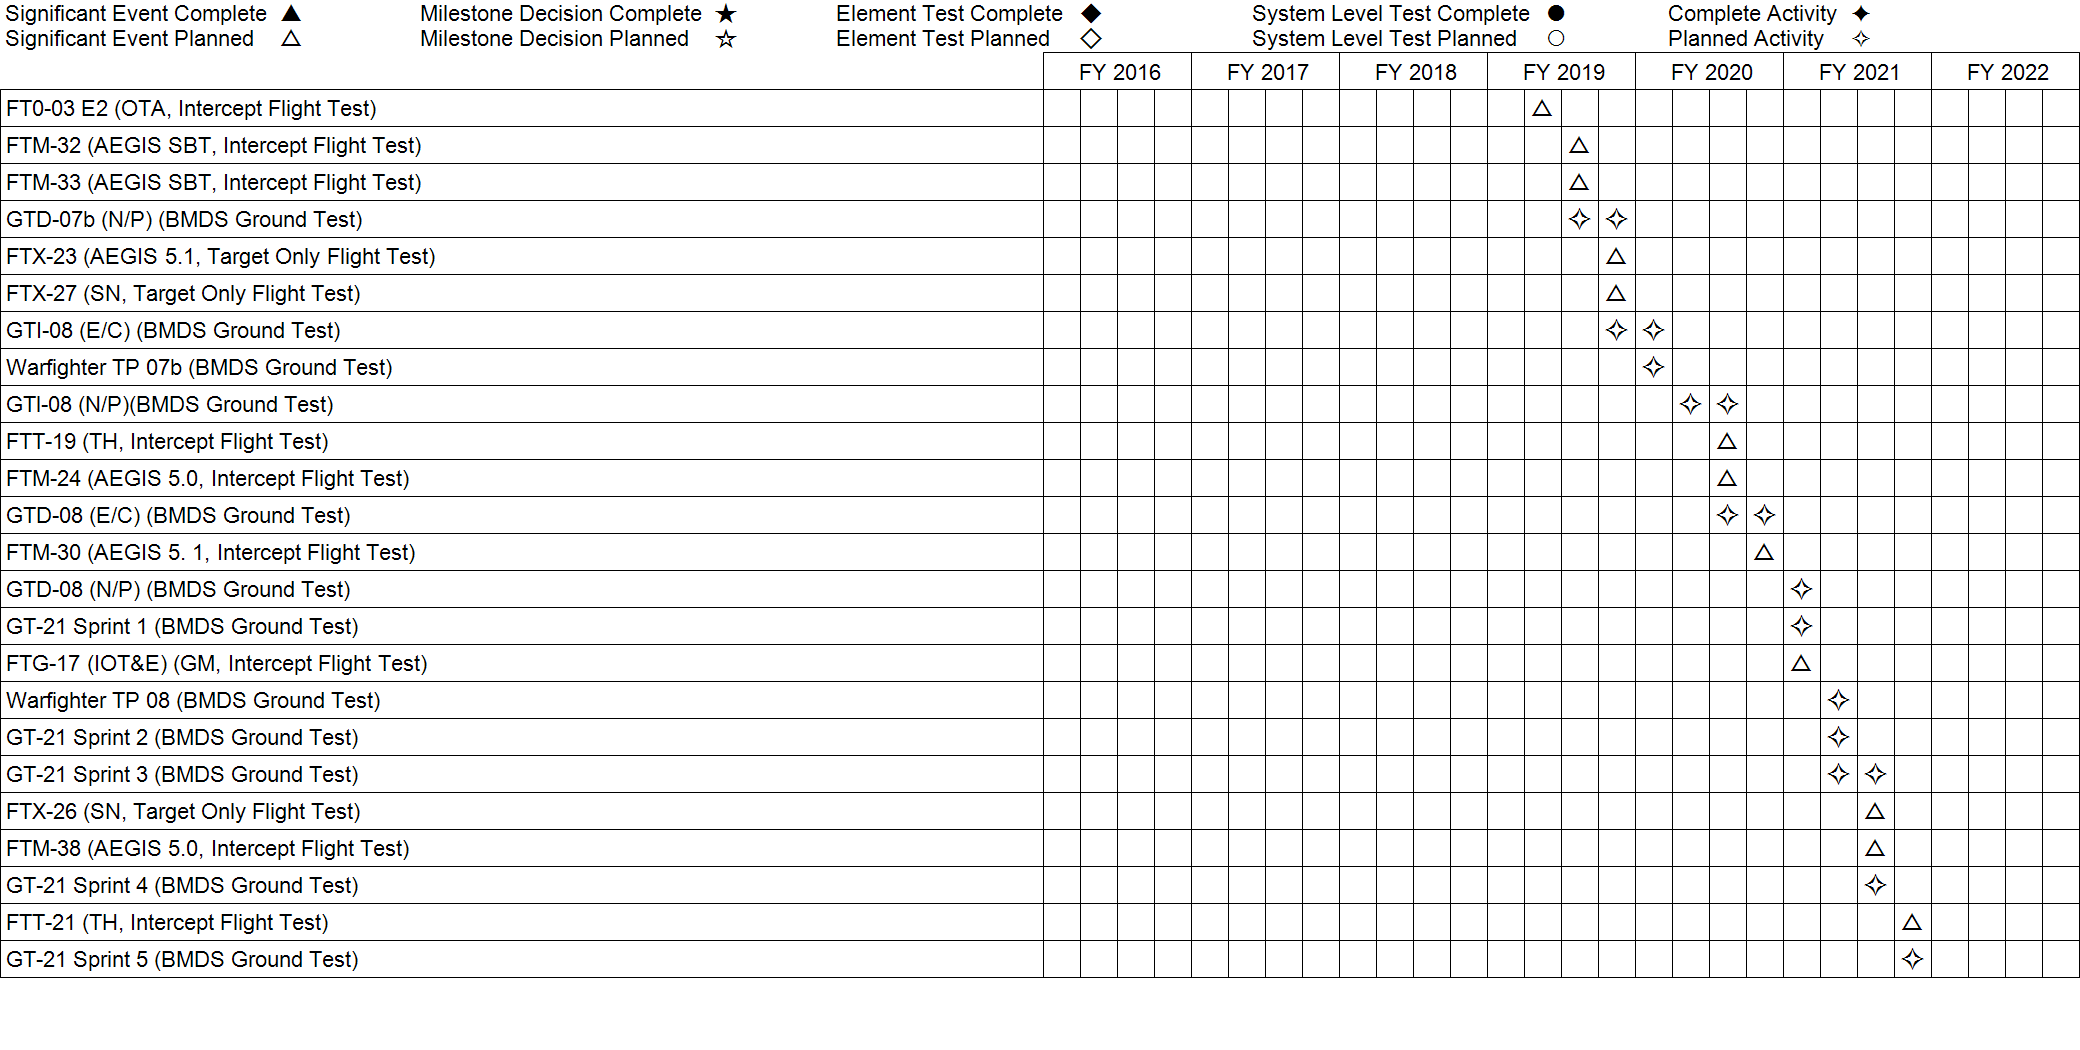 Significant Event Complete ▲ Milestone Decision Complete ★ Element Test Complete ◆ System Level Test Complete ● Complete Activity ✦
Significant Event Planned △ Milestone Decision Planned ☆ Element Test Planned ◇ System Level Test Planned ○ Planned Activity ✧
FY 2016 FY 2017 FY 2018 FY 2019 FY 2020 FY 2021 FY 2022
FT0-03 E2 (OTA, Intercept Flight Test) △
FTM-32 (AEGIS SBT, Intercept Flight Test) △
FTM-33 (AEGIS SBT, Intercept Flight Test) △
GTD-07b (N/P) (BMDS Ground Test) ✧ ✧
FTX-23 (AEGIS 5.1, Target Only Flight Test) △
FTX-27 (SN, Target Only Flight Test) △
GTI-08 (E/C) (BMDS Ground Test) ✧ ✧
Warfighter TP 07b (BMDS Ground Test) ✧
GTI-08 (N/P)(BMDS Ground Test) ✧ ✧
FTT-19 (TH, Intercept Flight Test) △
FTM-24 (AEGIS 5.0, Intercept Flight Test) △
GTD-08 (E/C) (BMDS Ground Test) ✧ ✧
FTM-30 (AEGIS 5. 1, Intercept Flight Test) △
GTD-08 (N/P) (BMDS Ground Test) ✧
GT-21 Sprint 1 (BMDS Ground Test) ✧
FTG-17 (IOT&E) (GM, Intercept Flight Test) △
Warfighter TP 08 (BMDS Ground Test) ✧
GT-21 Sprint 2 (BMDS Ground Test) ✧
GT-21 Sprint 3 (BMDS Ground Test) ✧ ✧
FTX-26 (SN, Target Only Flight Test) △
FTM-38 (AEGIS 5.0, Intercept Flight Test) △
GT-21 Sprint 4 (BMDS Ground Test) ✧
FTT-21 (TH, Intercept Flight Test) △
GT-21 Sprint 5 (BMDS Ground Test) ✧